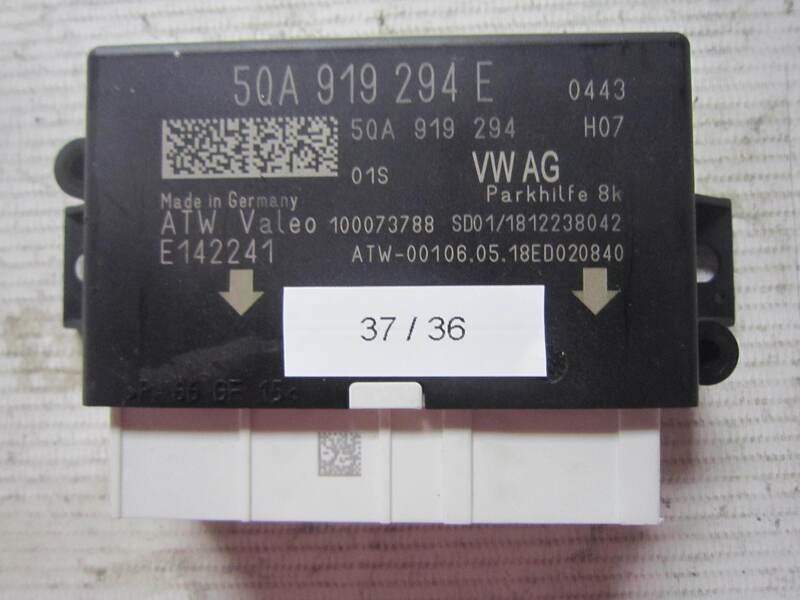 5QA 919 294 E
0443
5QA 919 294
H07
01S
VW AG
Parkhilfe 8k
Made in Germany
ATW Valeo 100073788 SD01/1812238042
E142241
ATW-00106.05.18ED020840
37 / 36